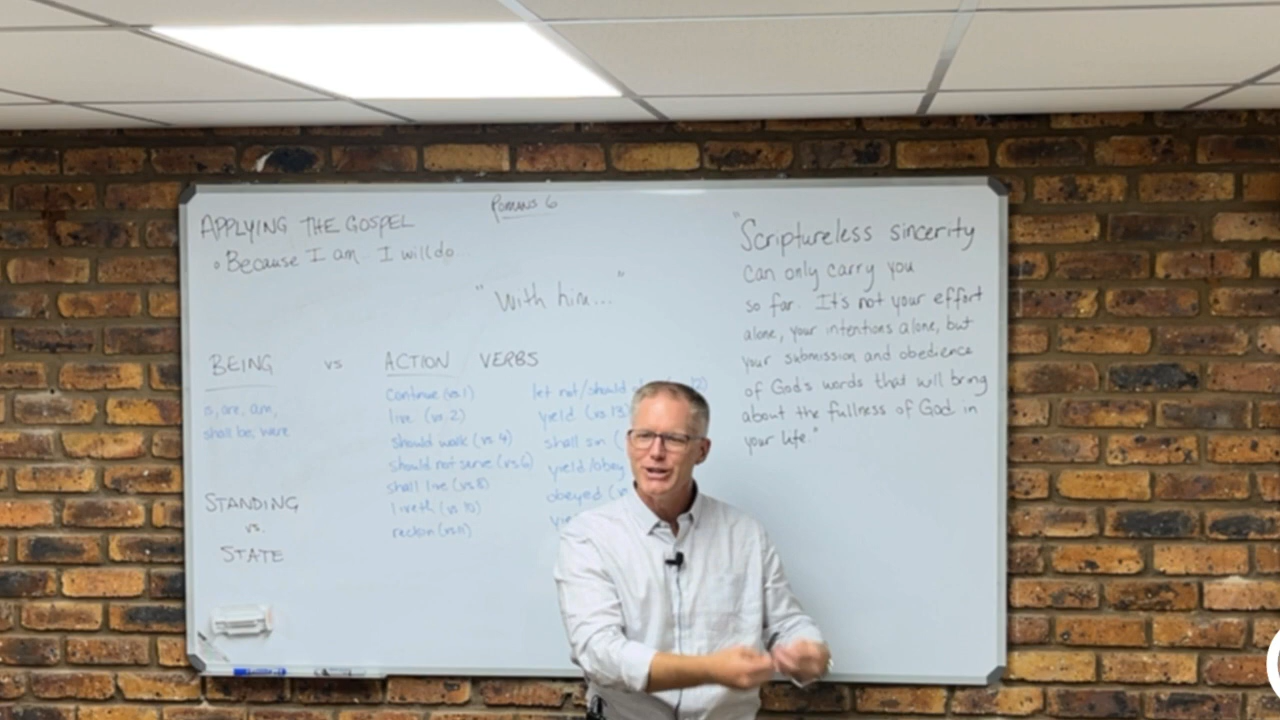 Romans 6
APPLYING THE GOSPEL
• Because I am... I will do...
"With him..."
BEING vs ACTION VERBS
is, are, am,
shall be, were
continue (vs. 1)
live (vs. 2)
should walk (vs. 4)
should not serve (vs. 6)
shall live (vs. 8)
liveth (vs 10)
reckon (vs. 11)
let not/should
yield (vs 13)
shall sin (
yield/obey
obeyed (vs
STANDING
vs.
STATE
"Scriptureless sincerity
can only carry you
so far. It's not your effort
alone, your intentions alone, but
your submission and obedience
of God's words that will bring
about the fullness of God in
your life."